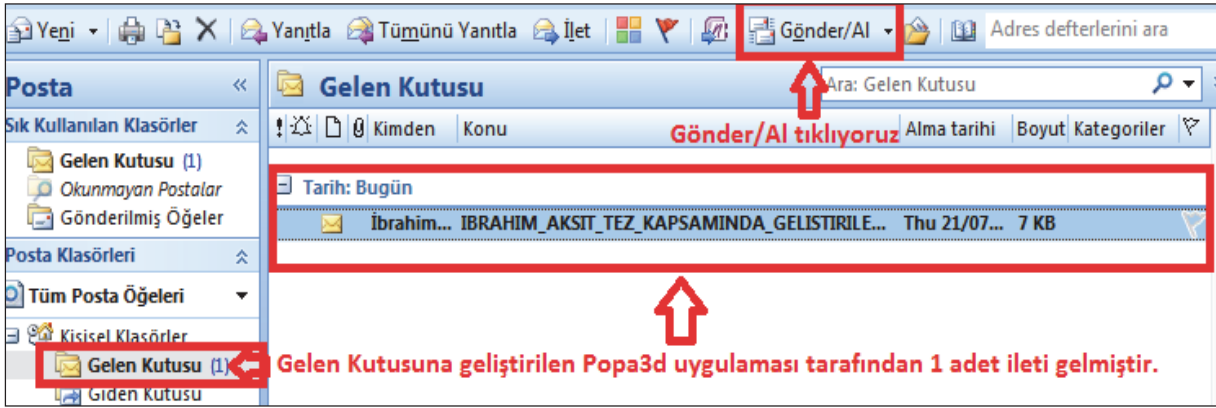 Yeni Yanıtla Tümünü Yanıtla İlet Gönder/Al Adres defterlerini ara
Posta «
Gelen Kutusu Ara: Gelen Kutusu
Sık Kullanılan Klasörler
Kimden Konu Gönder/Al tıklıyoruz Alma tarihi Boyut Kategoriler
Gelen Kutusu (1)
Okunmayan Postalar
Tarih: Bugün
Gönderilmiş Öğeler
İbrahim... IBRAHIM_AKSIT_TEZ_KAPSAMINDA_GELISTIRILE... Thu 21/07... 7 KB
Posta Klasörleri
Tüm Posta Öğeleri
Kişisel Klasörler
Gelen Kutusu (1) Gelen Kutusuna geliştirilen Popa3d uygulaması tarafından 1 adet ileti gelmiştir.
Giden Kutusu